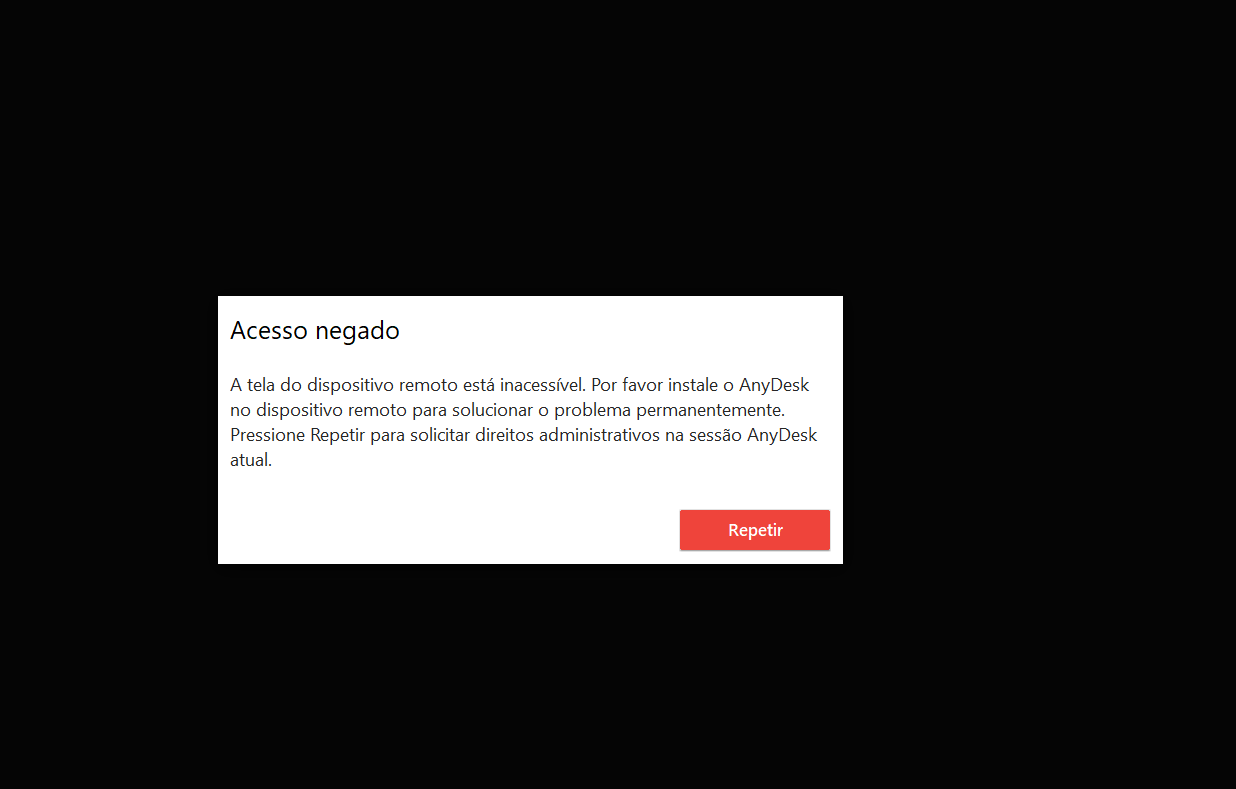 Acesso negado
A tela do dispositivo remoto está inacessível. Por favor instale o AnyDesk
no dispositivo remoto para solucionar o problema permanentemente.
Pressione Repetir para solicitar direitos administrativos na sessão AnyDesk
atual.
Repetir